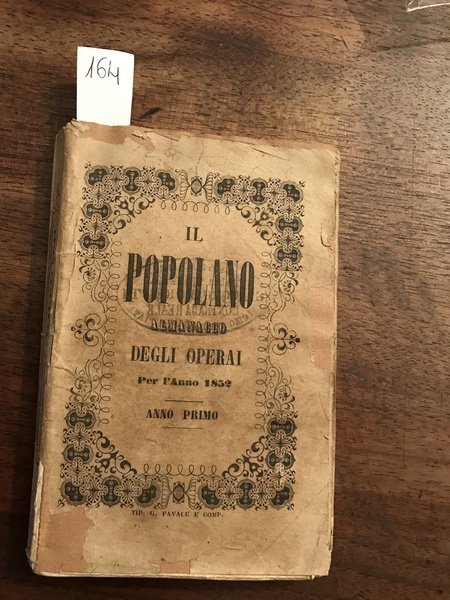 164
IL
POPOLANO
ALMANACCO
DEGLI OPERAI
Per l'Anno 1852
ANNO PRIMO
TIP. G. FAVALE E COMP.